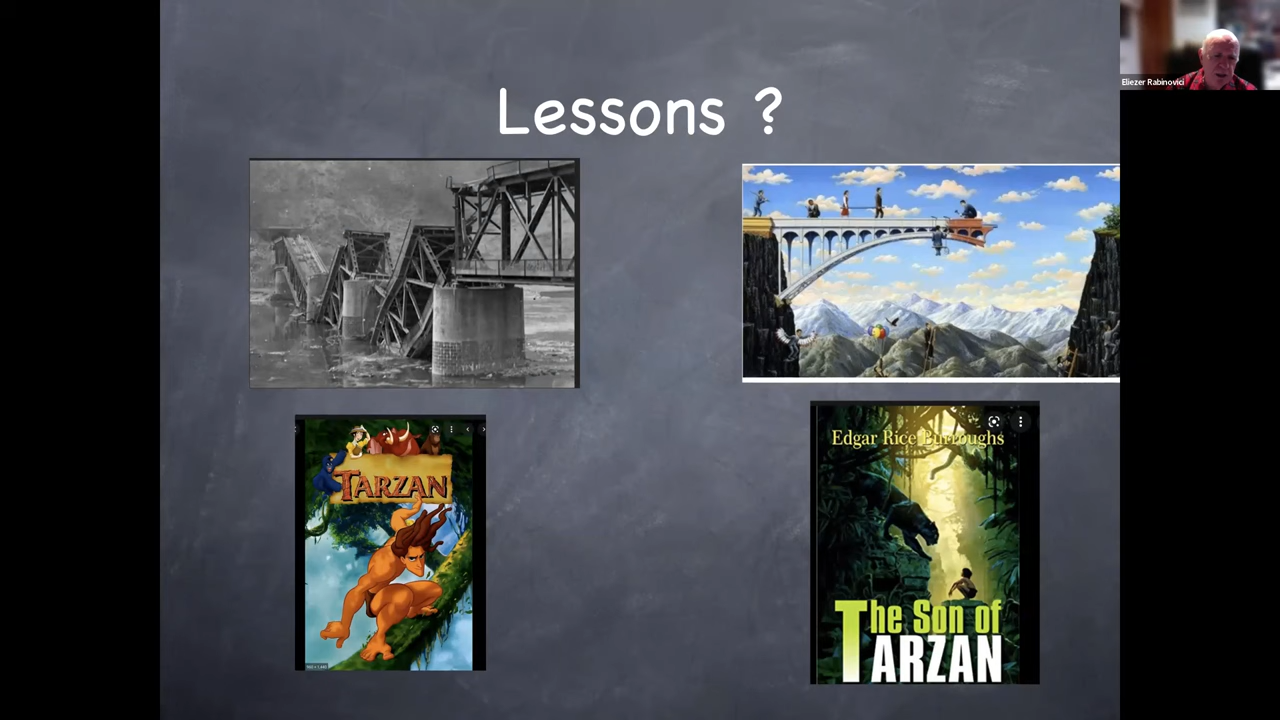 Lessons ?
Eliezer Rabinovici
TARZAN
Edgar Rice Burroughs
The Son of
TARZAN